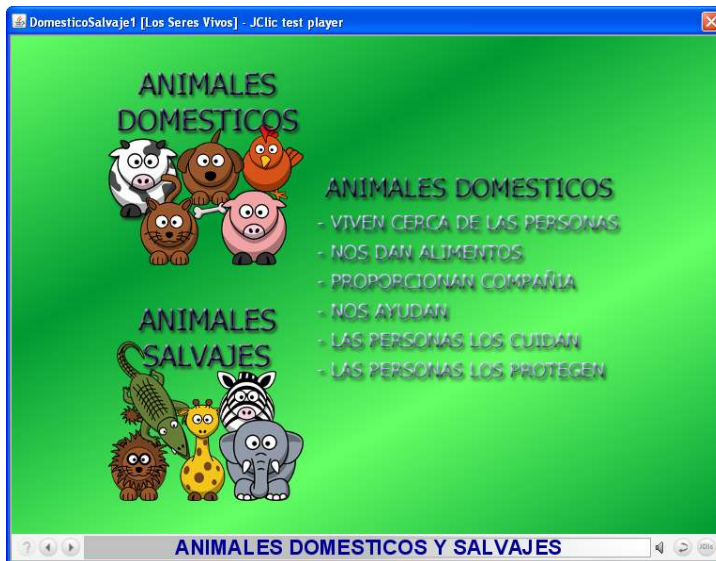 DomesticoSalvaje1 [Los Seres Vivos] - JClic test player
ANIMALES
DOMESTICOS
ANIMALES DOMESTICOS
- VIVEN CERCA DE LAS PERSONAS
- NOS DAN ALIMENTOS
- PROPORCIONAN COMPAÑIA
- NOS AYUDAN
- LAS PERSONAS LOS CUIDAN
- LAS PERSONAS LOS PROTEGEN
ANIMALES
SALVAJES
ANIMALES DOMESTICOS Y SALVAJES
JClic